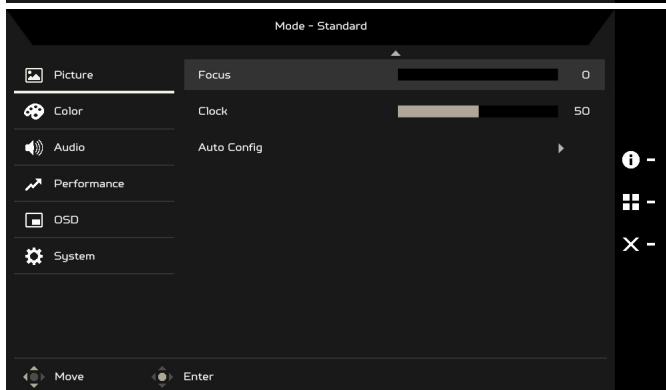 Mode - Standard
Picture
Focus 0
Color
Clock 50
Audio
Auto Config
Performance
OSD
System
Move Enter